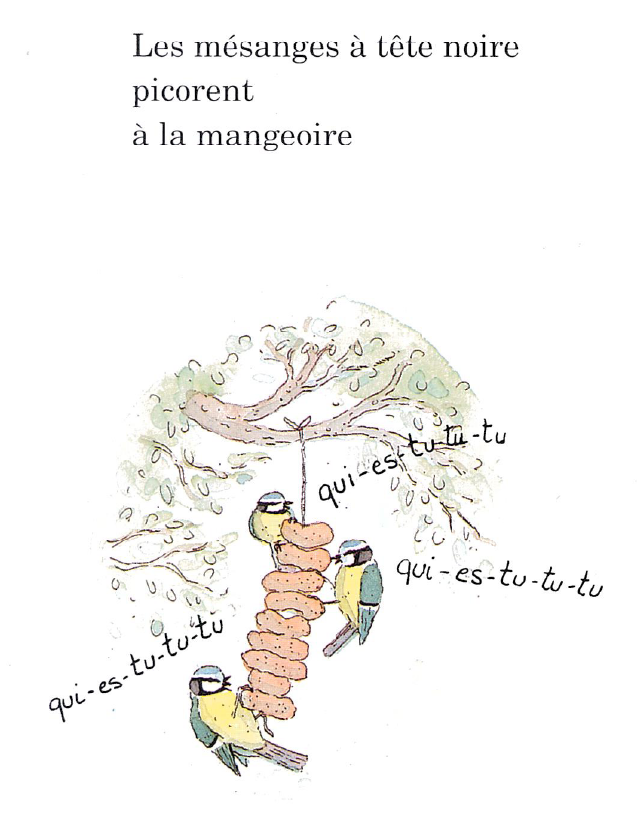 Les mésanges à tête noire
picorent
à la mangeoire
qui-es-tu-tu-tu
qui-es-tu-tu-tu
qui-es-tu-tu-tu